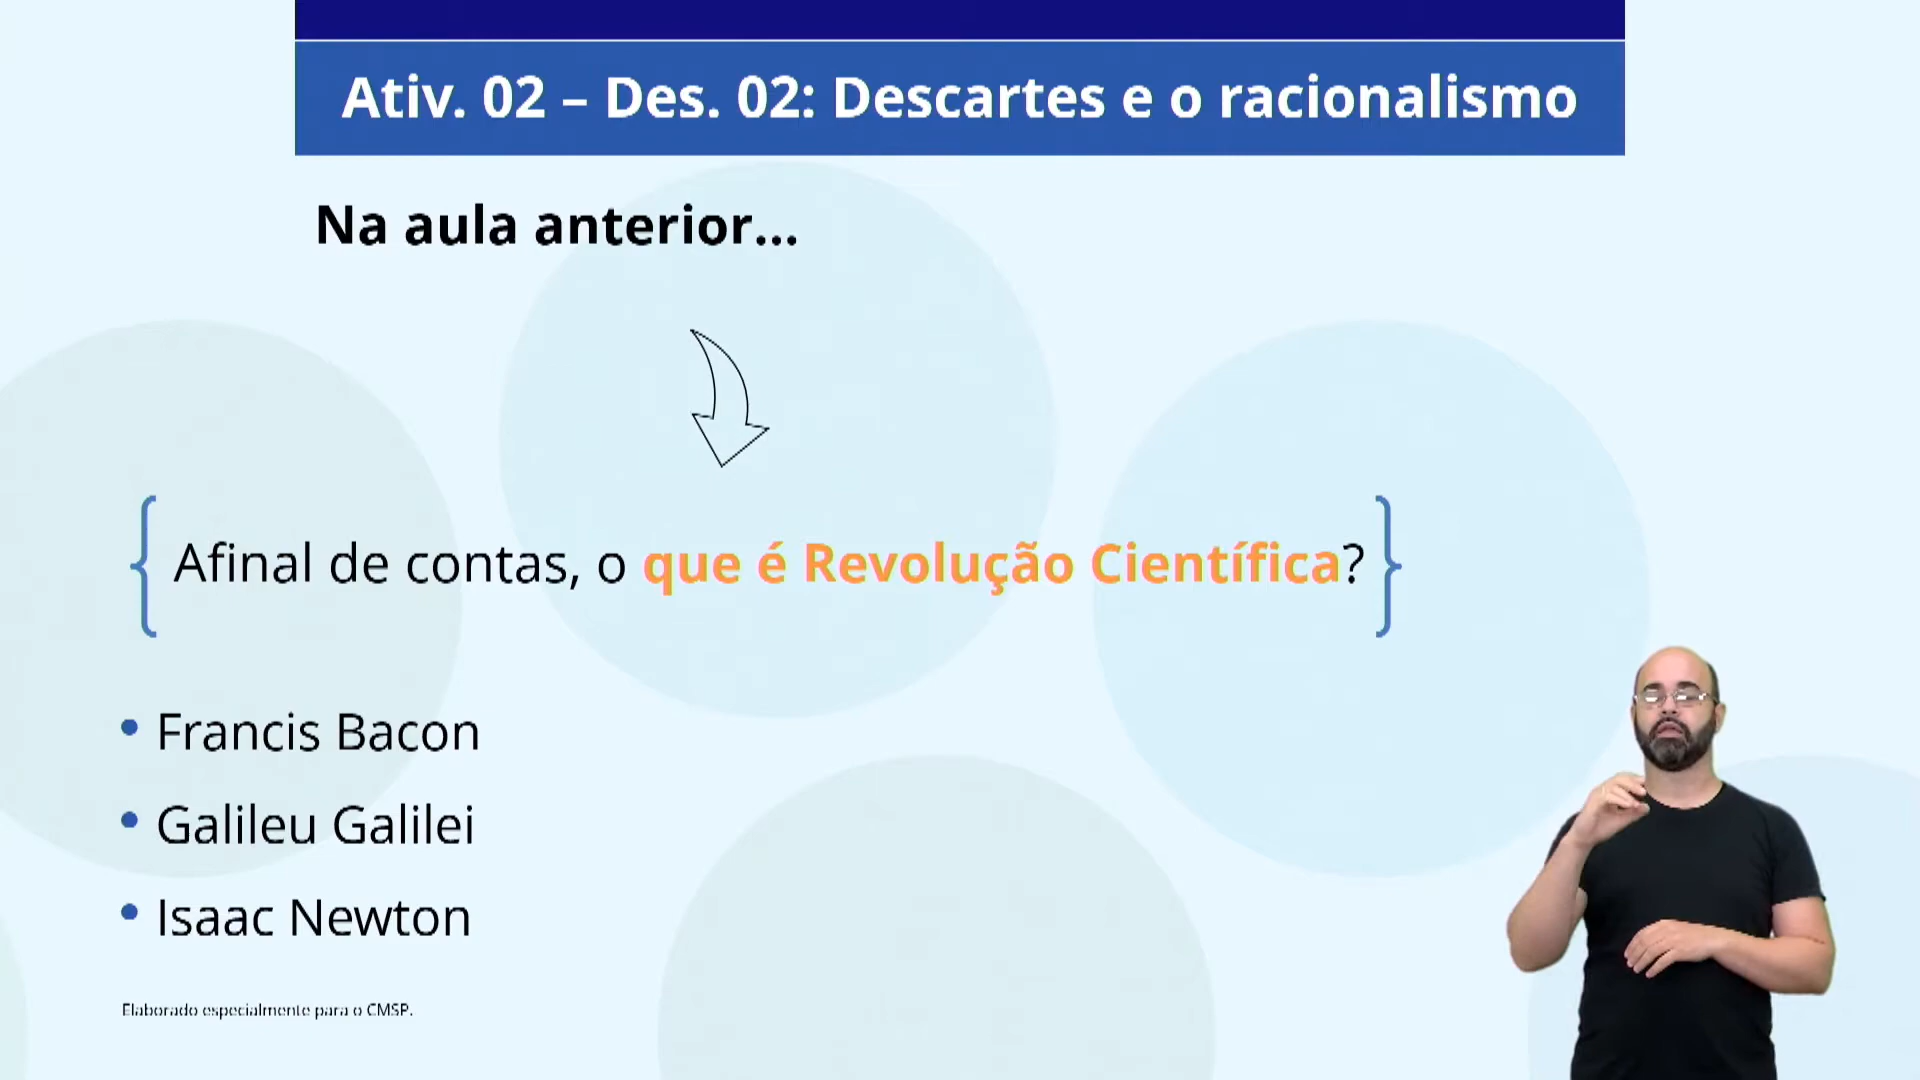 Ativ. 02 – Des. 02: Descartes e o racionalismo
Na aula anterior...
Afinal de contas, o que é Revolução Científica?
• Francis Bacon
• Galileu Galilei
• Isaac Newton
Elaborado especialmente para o CMSP.